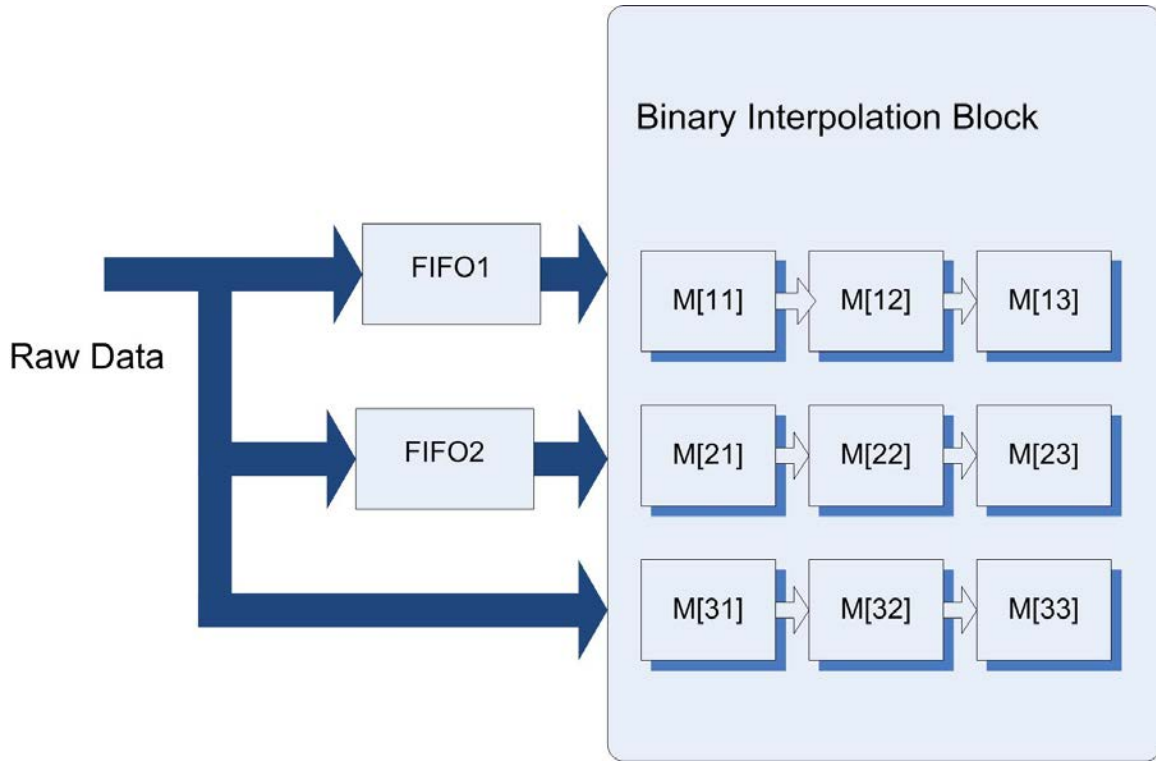 Binary Interpolation Block
Raw Data
FIFO1
FIFO2
M[11] M[12] M[13]
M[21] M[22] M[23]
M[31] M[32] M[33]